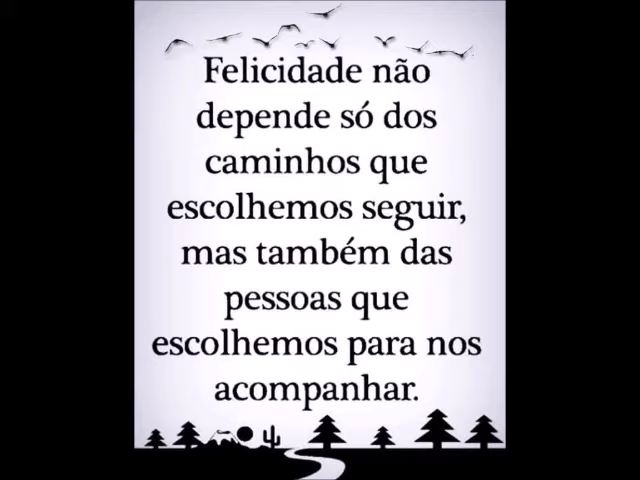 Felicidade não
depende só dos
caminhos que
escolhemos seguir,
mas também das
pessoas que
escolhemos para nos
acompanhar.